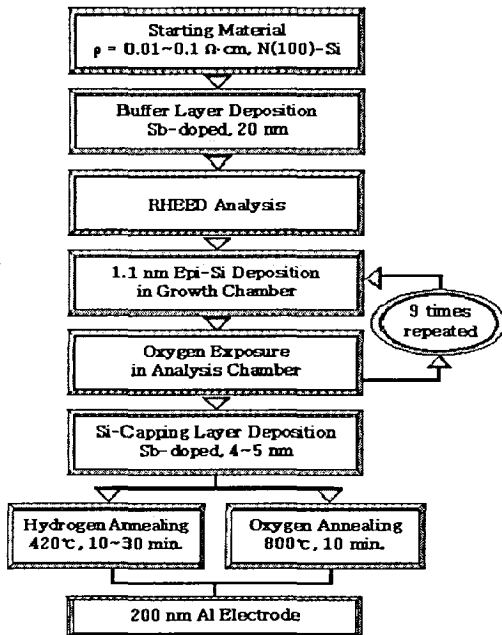 Starting Material
ρ = 0.01~0.1 Ω·cm, N(100)-Si
Buffer Layer Deposition
Sb-doped, 20 nm
RHEED Analysis
1.1 nm Epi-Si Deposition
in Growth Chamber
9 times
repeated
Oxygen Exposure
in Analysis Chamber
Si-Capping Layer Deposition
Sb-doped, 4~5 nm
Hydrogen Annealing
420℃, 10~30 min.
Oxygen Annealing
800℃, 10 min.
200 nm Al Electrode